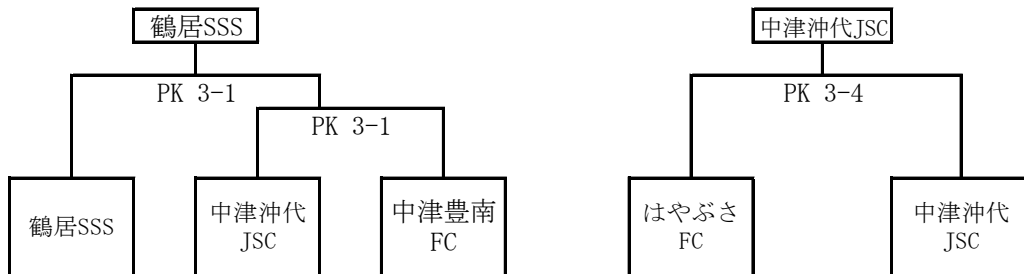 鶴居SSS
中津沖代JSC
PK 3-1
PK 3-4
PK 3-1
鶴居SSS
中津沖代
JSC
中津豊南
FC
はやぶさ
FC
中津沖代
JSC